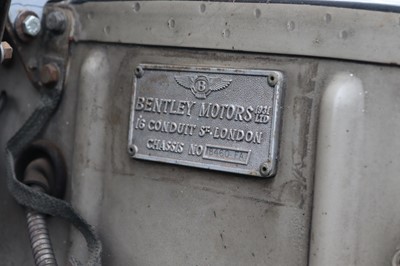 B
BENTLEY MOTORS (1931) LTD
16 CONDUIT ST. LONDON
CHASSIS NO